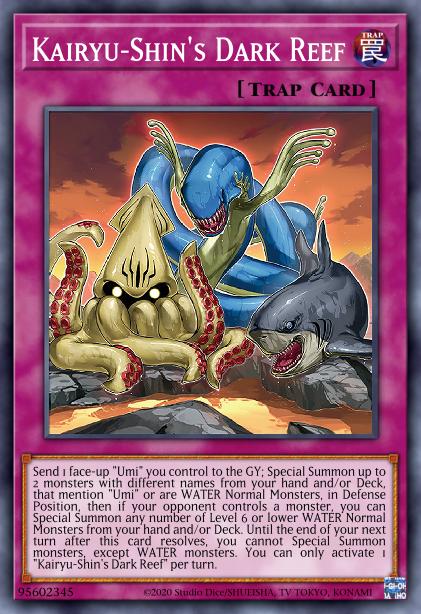 Kairyu-Shin's Dark Reef
TRAP
罠
[Trap Card]
Send 1 face-up "Umi" you control to the GY; Special Summon up to
2 monsters with different names from your hand and/or Deck,
that mention "Umi" or are WATER Normal Monsters, in Defense
Position, then if your opponent controls a monster, you can
Special Summon any number of Level 6 or lower WATER Normal
Monsters from your hand and/or Deck. Until the end of your next
turn after this card resolves, you cannot Special Summon
monsters, except WATER monsters. You can only activate 1
"Kairyu-Shin's Dark Reef" per turn.
95602345
©2020 Studio Dice/SHUEISHA, TV TOKYO, KONAMI